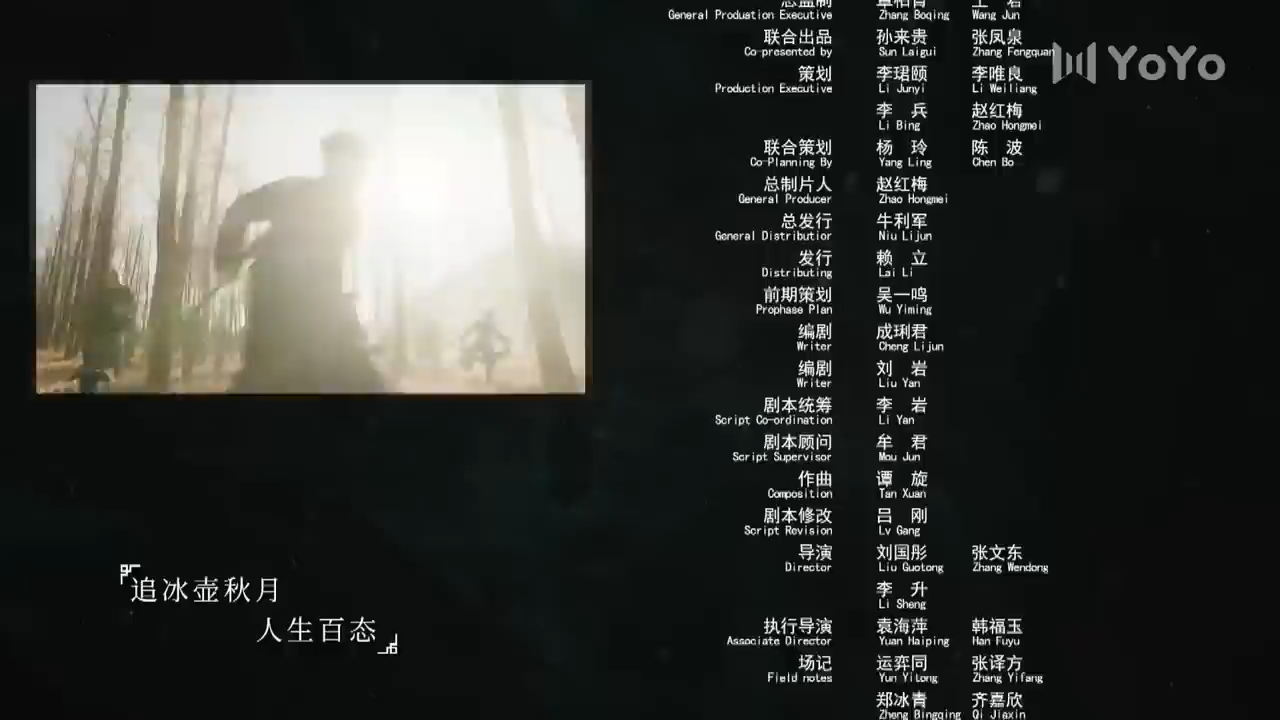 General Produation Executive Zhang Boqing Wang Jun
联合出品 孙来贵 张凤泉
Co-presented by Sun Laigui Zhang Fengquan
YoYo
策划 李珺颐 李唯良
Production Executive Li Junyi Li Weiliang
李 兵 赵红梅
Li Bing Zhao Hongmei
联合策划 杨 玲 陈 波
Co-Planning By Yang Ling Chen Bo
总制片人 赵红梅
General Producer Zhao Hongmei
总发行 牛利军
General Distributior Niu Lijun
发行 赖 立
Distributing Lai Li
前期策划 吴一鸣
Prophase Plan Wu Yiming
编剧 成琍君
Writer Cheng Lijun
编剧 刘 岩
Writer Liu Yan
剧本统筹 李 岩
Script Co-ordination Li Yan
剧本顾问 牟 君
Script Supervisor Mou Jun
作曲 谭 旋
Composition Tan Xuan
剧本修改 吕 刚
Script Revision Lv Gang
导演 刘国彤 张文东
Director Liu Guotong Zhang Wendong
李 升
Li Sheng
执行导演 袁海萍 韩福玉
Associate Director Yuan Haiping Han Fuyu
场记 运弈同 张译方
Field notes Yun Yitong Zhang Yifang
郑冰青 齐嘉欣
Zheng Bingqing Qi Jiaxin
追冰壶秋月
人生百态